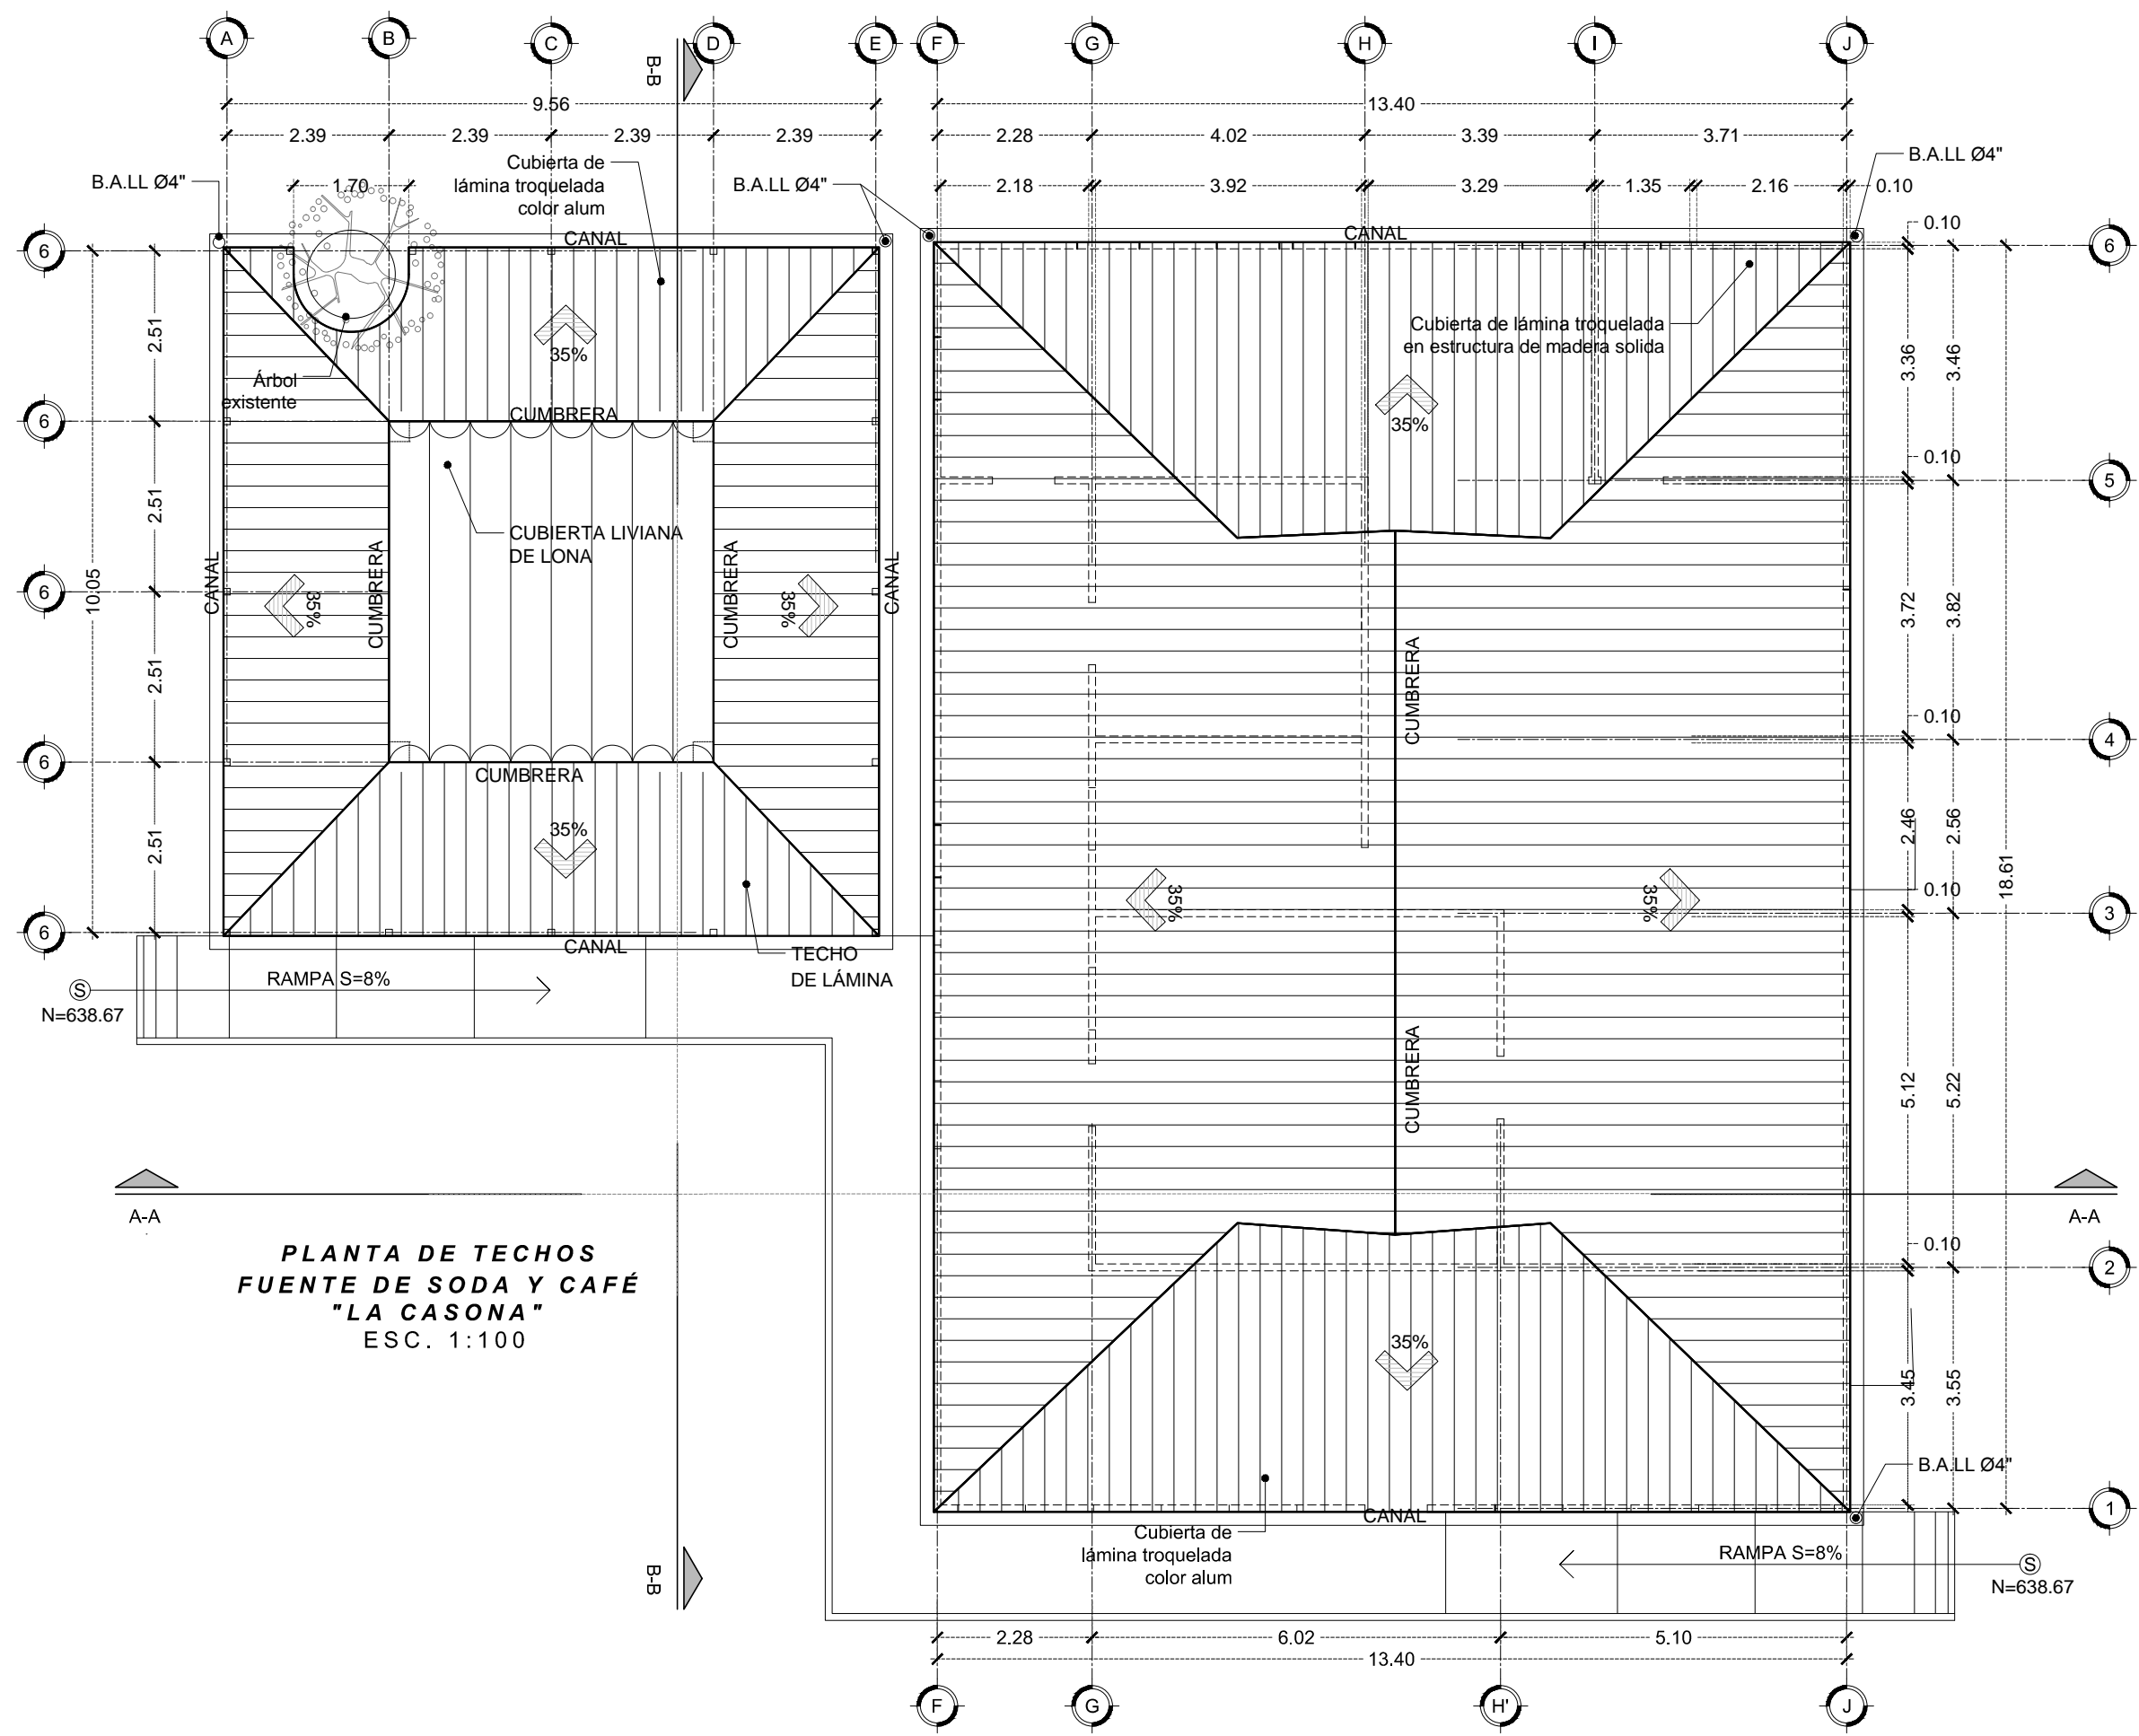 A B C D E F G H I J
B-B
9.56 13.40
2.39 2.39 2.39 2.39 2.28 4.02 3.39 3.71
B.A.LL Ø4"
1.70
Cubierta de
lámina troquelada
color alum
B.A.LL Ø4"
2.18 3.92 3.29 1.35 2.16 0.10
B.A.LL Ø4"
0.10
CANAL
CANAL
6
6
6
6
6
6
5
4
3
2
1
2.51
2.51
2.51
2.51
10.05
35%
Árbol
existente
CUMBRERA
CUBIERTA LIVIANA
DE LONA
CANAL
35%
CUMBRERA
CUMBRERA
35%
CANAL
CUMBRERA
35%
CANAL
TECHO
DE LÁMINA
RAMPA S=8%
S
N=638.67
Cubierta de lámina troquelada
en estructura de madera solida
35%
CUMBRERA
35%
35%
CUMBRERA
35%
3.36 3.46
0.10
3.72 3.82
0.10
2.46 2.56
0.10
18.61
5.12 5.22
0.10
3.45 3.55
A-A
A-A
PLANTA DE TECHOS
FUENTE DE SODA Y CAFÉ
"LA CASONA"
ESC. 1:100
B-B
B.A.LL Ø4"
CANAL
Cubierta de
lámina troquelada
color alum
RAMPA S=8%
S
N=638.67
2.28 6.02 5.10
13.40
F G H' J